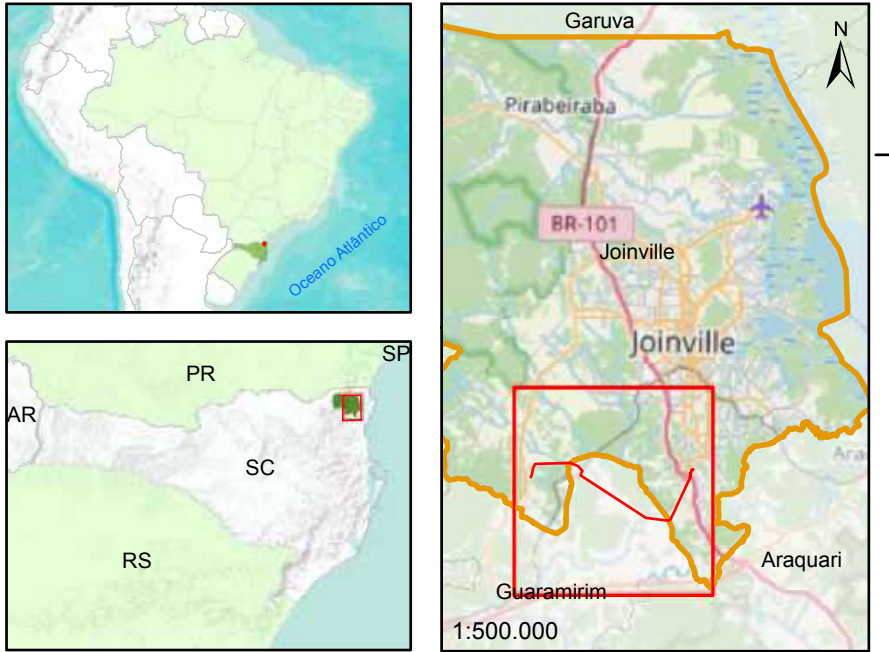 Oceano Atlântico
SP
PR
AR
SC
RS
Garuva
N
Pirabeiraba
BR-101
Joinville
Joinville
Ara
Araquari
Guaramirim
1:500.000